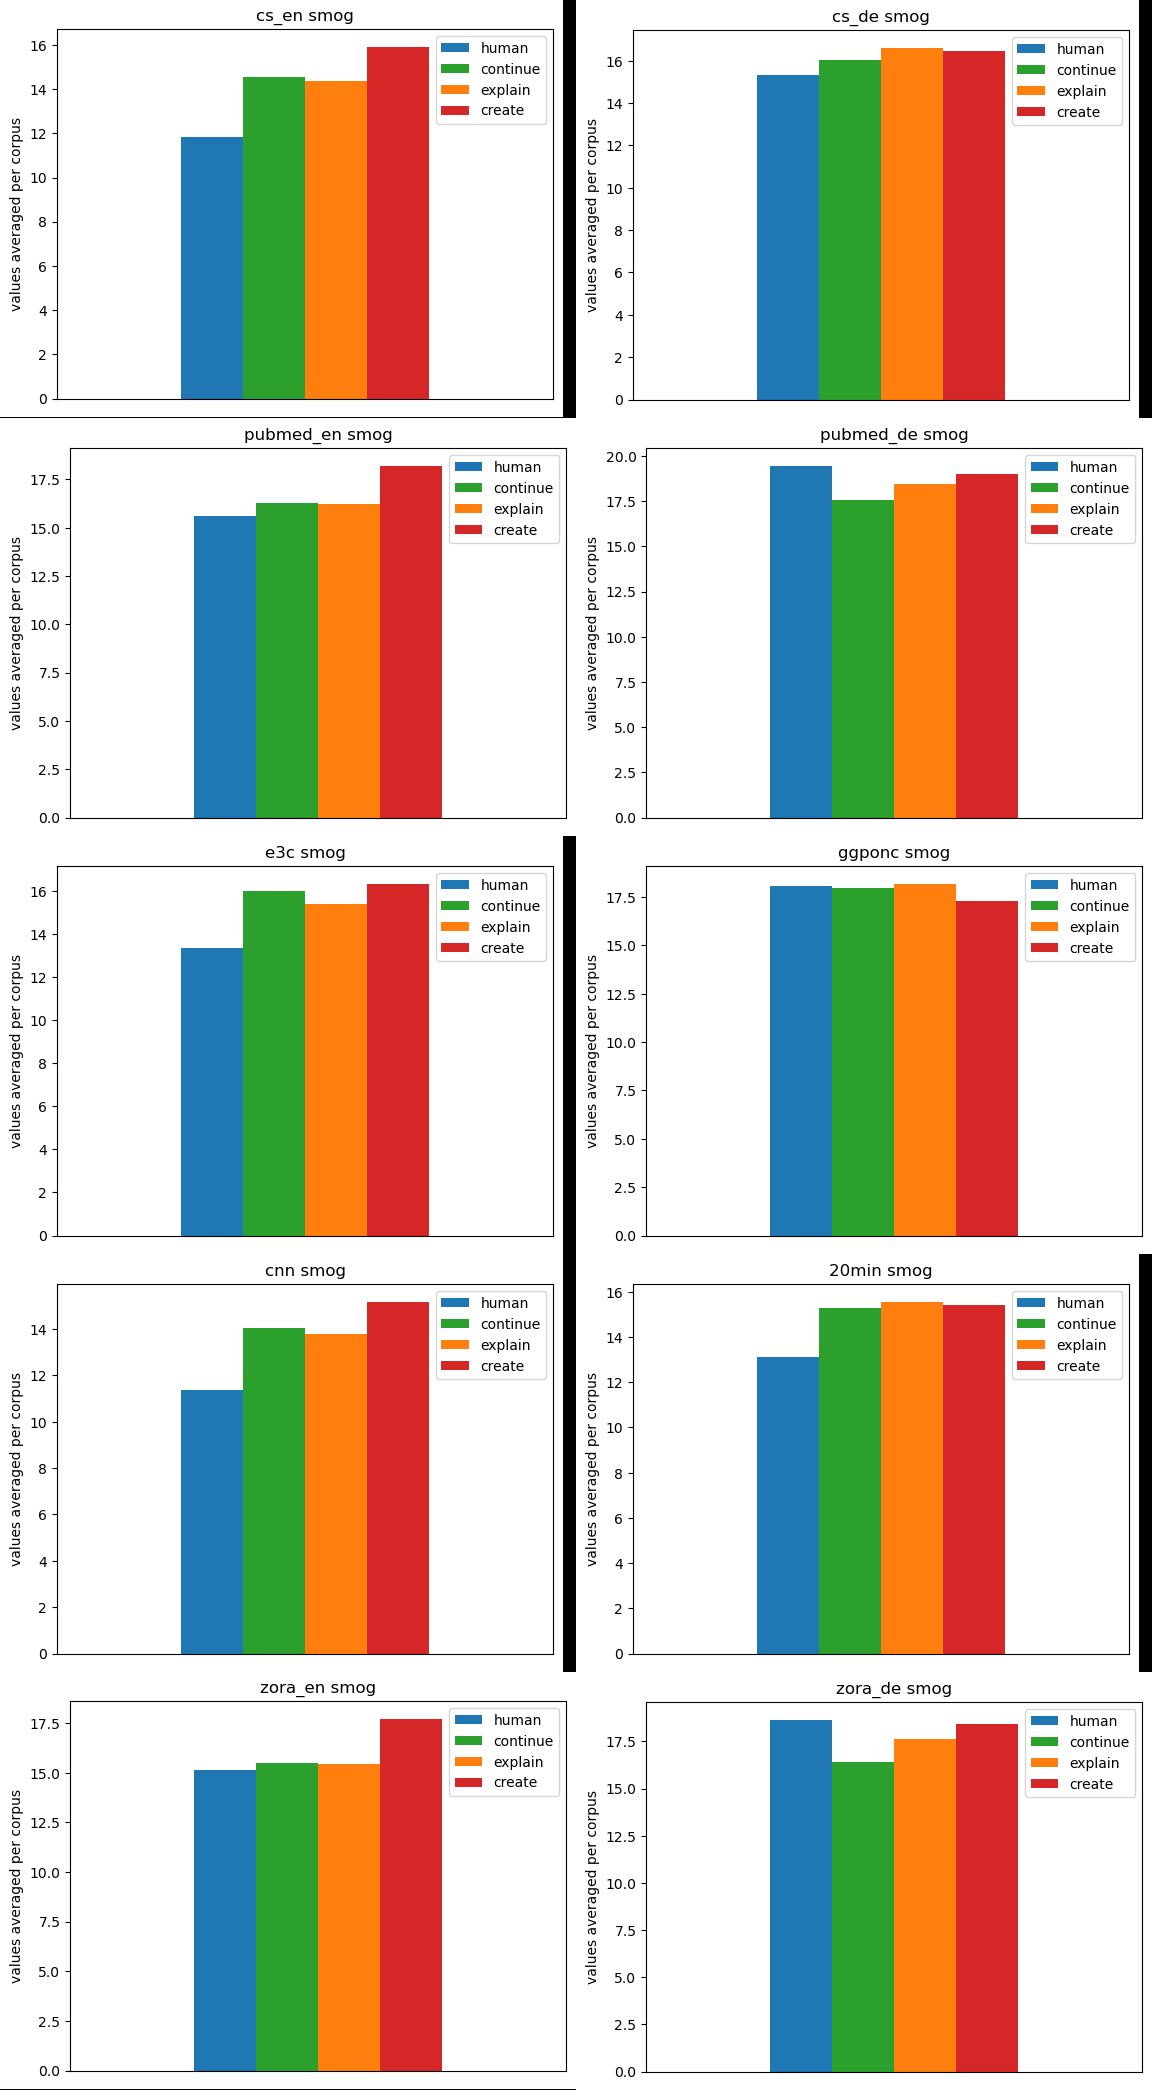 cs_en smog
values averaged per corpus
16
14
12
10
8
6
4
2
0
human
continue
explain
create
cs_de smog
values averaged per corpus
16
14
12
10
8
6
4
2
0
human
continue
explain
create
pubmed_en smog
values averaged per corpus
17.5
15.0
12.5
10.0
7.5
5.0
2.5
0.0
human
continue
explain
create
pubmed_de smog
values averaged per corpus
20.0
17.5
15.0
12.5
10.0
7.5
5.0
2.5
0.0
human
continue
explain
create
e3c smog
values averaged per corpus
16
14
12
10
8
6
4
2
0
human
continue
explain
create
ggponc smog
values averaged per corpus
17.5
15.0
12.5
10.0
7.5
5.0
2.5
0.0
human
continue
explain
create
cnn smog
values averaged per corpus
14
12
10
8
6
4
2
0
human
continue
explain
create
20min smog
values averaged per corpus
16
14
12
10
8
6
4
2
0
human
continue
explain
create
zora_en smog
values averaged per corpus
17.5
15.0
12.5
10.0
7.5
5.0
2.5
0.0
human
continue
explain
create
zora_de smog
values averaged per corpus
17.5
15.0
12.5
10.0
7.5
5.0
2.5
0.0
human
continue
explain
create